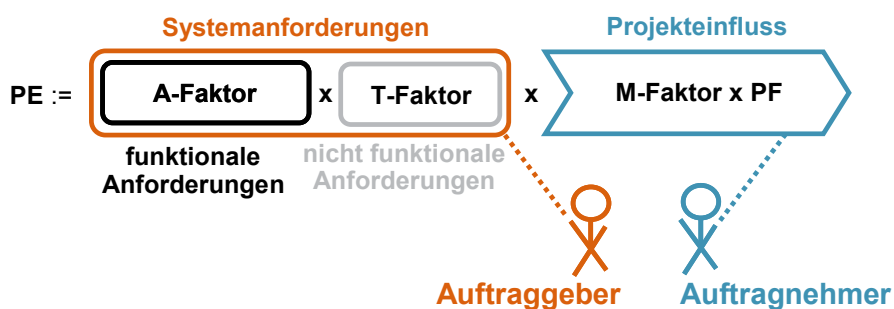 Systemanforderungen
Projekteinfluss
PE := A-Faktor x T-Faktor x M-Faktor x PF
funktionale
Anforderungen
nicht funktionale
Anforderungen
Auftraggeber
Auftragnehmer